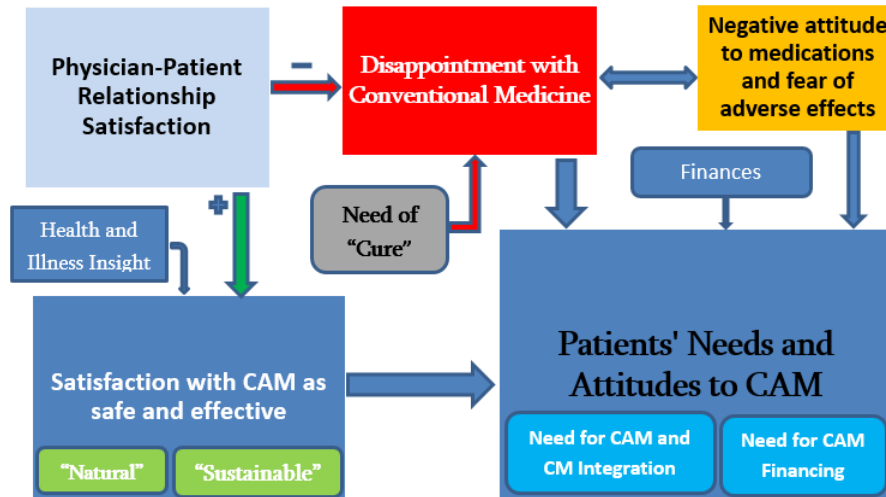 Physician-Patient
Relationship
Satisfaction
–
Disappointment with
Conventional Medicine
Negative attitude
to medications
and fear of
adverse effects
+
Health and
Illness Insight
Need of
“Cure”
Finances
Satisfaction with CAM as
safe and effective
“Natural”
“Sustainable”
Patients' Needs and
Attitudes to CAM
Need for CAM and
CM Integration
Need for CAM
Financing